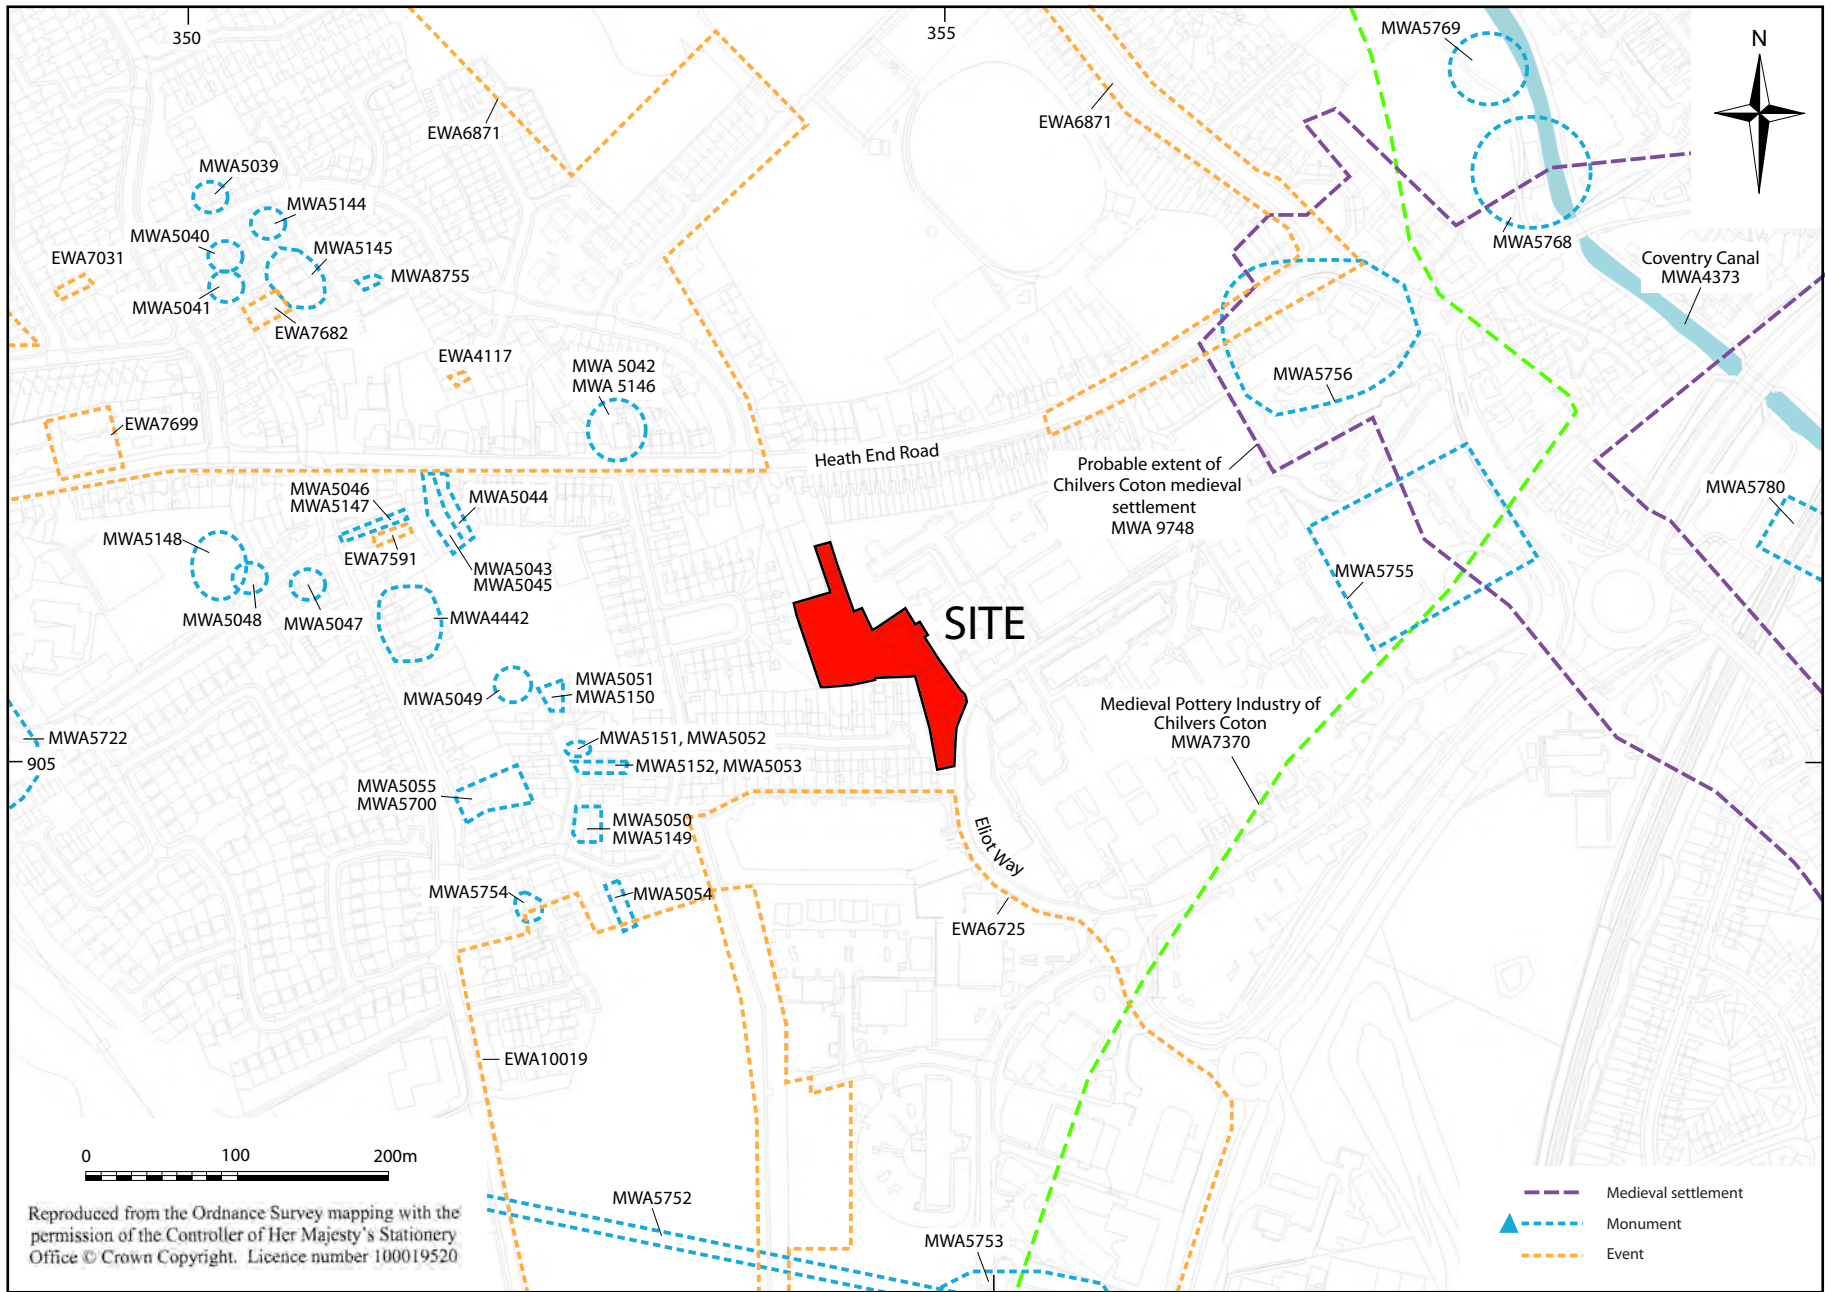 350
355
N
MWA5769
EWA6871
EWA6871
MWA5039
MWA5144
MWA5040
MWA5145
EWA7031
MWA8755
MWA5041
EWA7682
MWA5768
Coventry Canal
MWA4373
EWA4117
MWA 5042
MWA 5146
MWA5756
EWA7699
Heath End Road
Probable extent of
Chilvers Coton medieval
settlement
MWA 9748
MWA5046
MWA5147
MWA5044
MWA5780
MWA5148
EWA7591
MWA5043
MWA5045
MWA5755
MWA5048
MWA5047
MWA4442
SITE
MWA5049
MWA5051
MWA5150
Medieval Pottery Industry of
Chilvers Coton
MWA7370
MWA5722
MWA5151, MWA5052
905
MWA5152, MWA5053
MWA5055
MWA5700
MWA5050
MWA5149
Eliot Way
MWA5754
MWA5054
EWA6725
EWA10019
0 100 200m
MWA5752
MWA5753
Reproduced from the Ordnance Survey mapping with the
permission of the Controller of Her Majesty's Stationery
Office © Crown Copyright. Licence number 100019520
Medieval settlement
Monument
Event